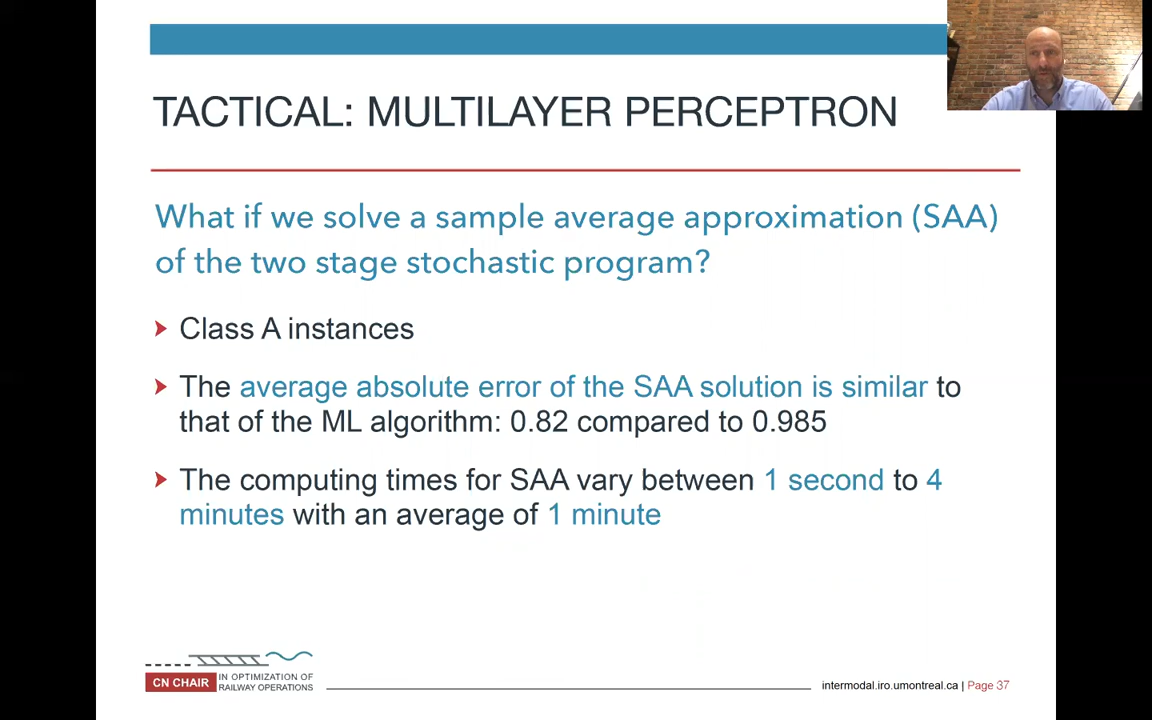 TACTICAL: MULTILAYER PERCEPTRON
What if we solve a sample average approximation (SAA)
of the two stage stochastic program?
Class A instances
The average absolute error of the SAA solution is similar to
that of the ML algorithm: 0.82 compared to 0.985
The computing times for SAA vary between 1 second to 4
minutes with an average of 1 minute
CN CHAIR
IN OPTIMIZATION OF
RAILWAY OPERATIONS
intermodal.iro.umontreal.ca | Page 37